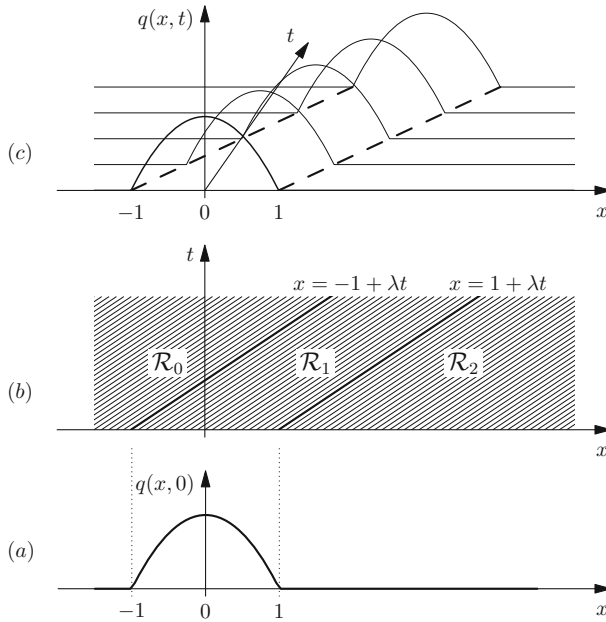 q(x, t)
t
(c)
−1 0 1 x
t
x = −1 + λt x = 1 + λt
R₀ R₁ R₂
(b)
x
q(x, 0)
(a)
−1 0 1 x